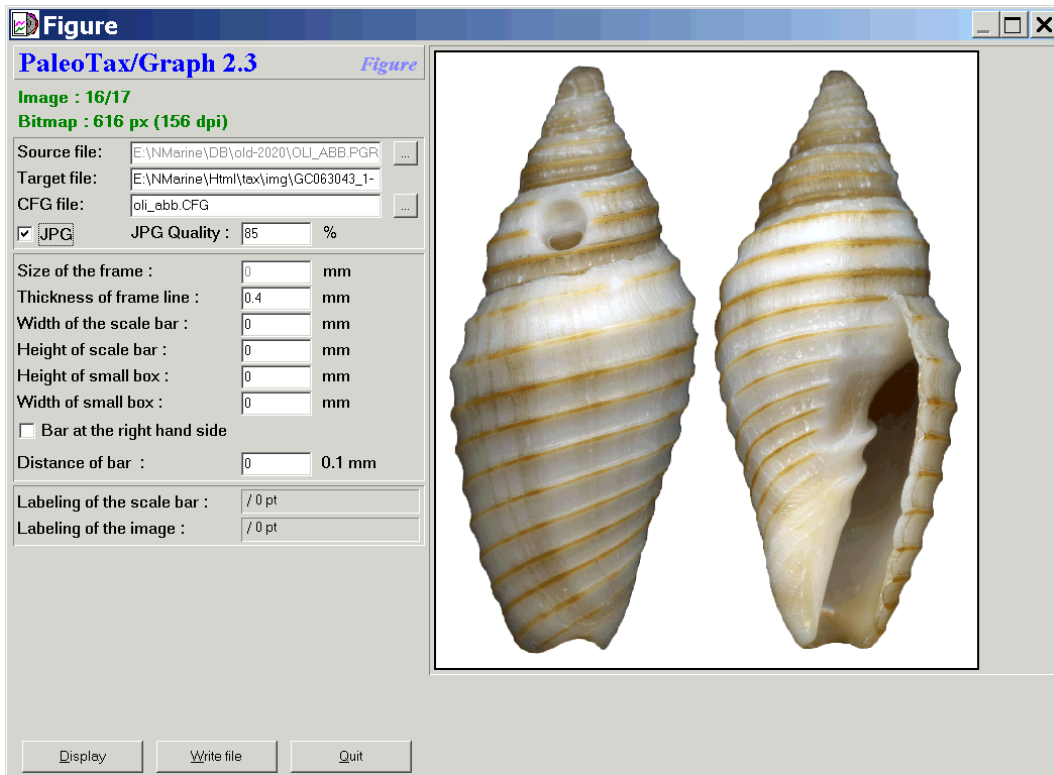 Figure
PaleoTax/Graph 2.3 Figure
Image : 16/17
Bitmap : 616 px (156 dpi)
Source file: E:\NMarine\DB\old-2020\OLI_ABB.PGR ...
Target file: E:\NMarine\Html\tax\img\GC063043_1-
CFG file: oli_abb.CFG ...
JPG JPG Quality : 85 %
Size of the frame : 0 mm
Thickness of frame line : 0.4 mm
Width of the scale bar : 0 mm
Height of scale bar : 0 mm
Height of small box : 0 mm
Width of small box : 0 mm
Bar at the right hand side
Distance of bar : 0 0.1 mm
Labeling of the scale bar : / 0 pt
Labeling of the image : / 0 pt
Display Write file Quit